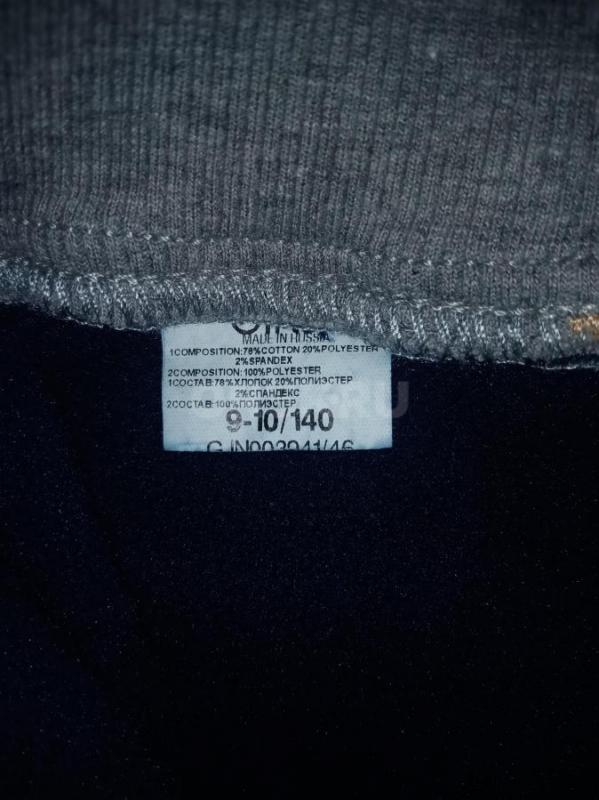 MADE IN RUSSIA
1COMPOSITION:78%COTTON 20%POLYESTER
2%SPANDEX
2COMPOSITION:100%POLYESTER
1СОСТАВ:78%ХЛОПОК 20%ПОЛИЭСТЕР
2%СПАНДЕКС
2СОСТАВ:100%ПОЛИЭСТЕР
9-10/140